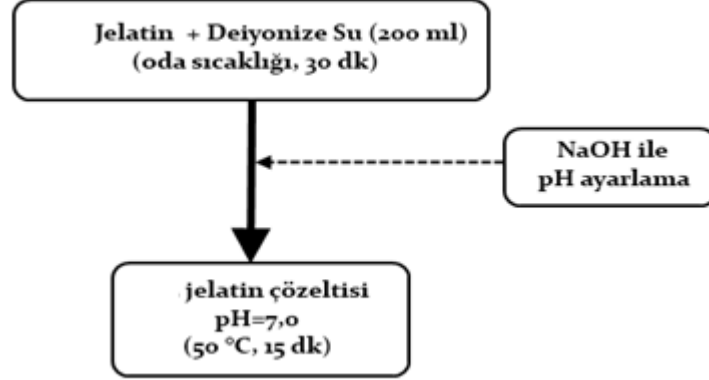 Jelatin + Deiyonize Su (200 ml)
(oda sıcaklığı, 30 dk)
NaOH ile
pH ayarlama
jelatin çözeltisi
pH=7,0
(50 °C, 15 dk)